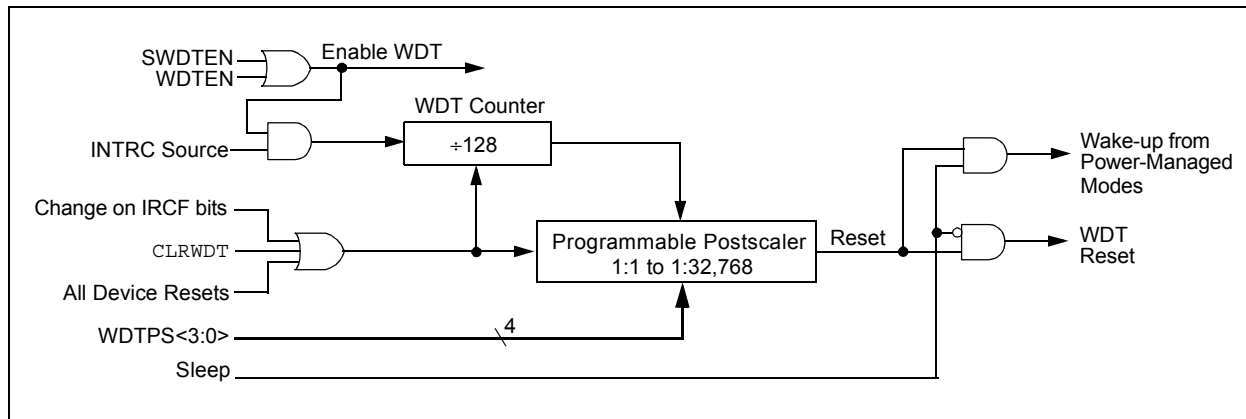 SWDTEN
WDTEN
Enable WDT
WDT Counter
÷128
INTRC Source
Wake-up from
Power-Managed
Modes
Change on IRCF bits
CLRWDT
All Device Resets
Programmable Postscaler
1:1 to 1:32,768
Reset
WDT
Reset
WDTPS<3:0>
4
Sleep